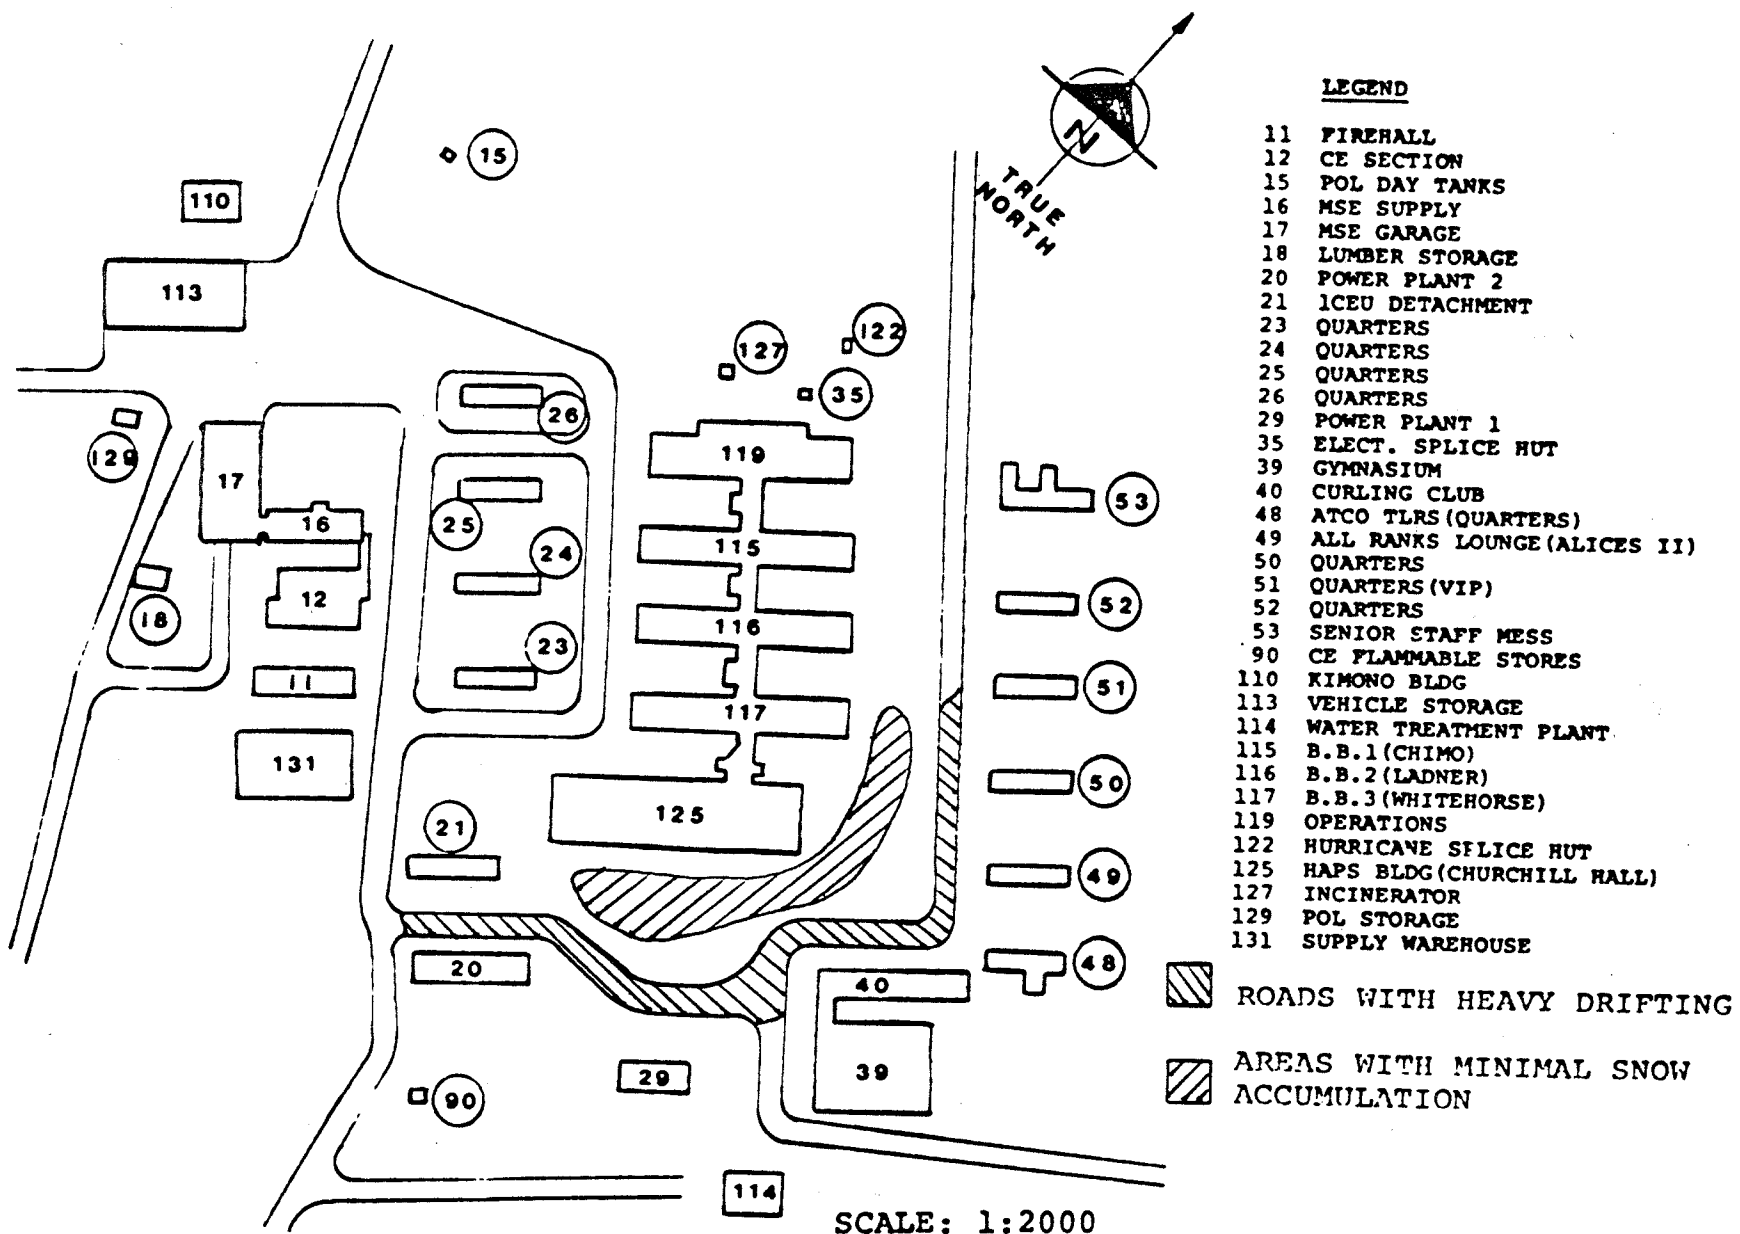 N
TRUE
NORTH
15
110
113
122
127
35
26
129
17
119
16
25
53
24
115
12
18
52
116
23
11
51
117
131
50
125
21
49
20
40
48
29
39
90
114
SCALE: 1:2000
LEGEND
11 FIREHALL
12 CE SECTION
15 POL DAY TANKS
16 MSE SUPPLY
17 MSE GARAGE
18 LUMBER STORAGE
20 POWER PLANT 2
21 1CEU DETACHMENT
23 QUARTERS
24 QUARTERS
25 QUARTERS
26 QUARTERS
29 POWER PLANT 1
35 ELECT. SPLICE HUT
39 GYMNASIUM
40 CURLING CLUB
48 ATCO TLRS(QUARTERS)
49 ALL RANKS LOUNGE(ALICES II)
50 QUARTERS
51 QUARTERS(VIP)
52 QUARTERS
53 SENIOR STAFF MESS
90 CE FLAMMABLE STORES
110 KIMONO BLDG
113 VEHICLE STORAGE
114 WATER TREATMENT PLANT
115 B.B.1(CHIMO)
116 B.B.2(LADNER)
117 B.B.3(WHITEHORSE)
119 OPERATIONS
122 HURRICANE SPLICE HUT
125 HAPS BLDG(CHURCHILL HALL)
127 INCINERATOR
129 POL STORAGE
131 SUPPLY WAREHOUSE
ROADS WITH HEAVY DRIFTING
AREAS WITH MINIMAL SNOW
ACCUMULATION